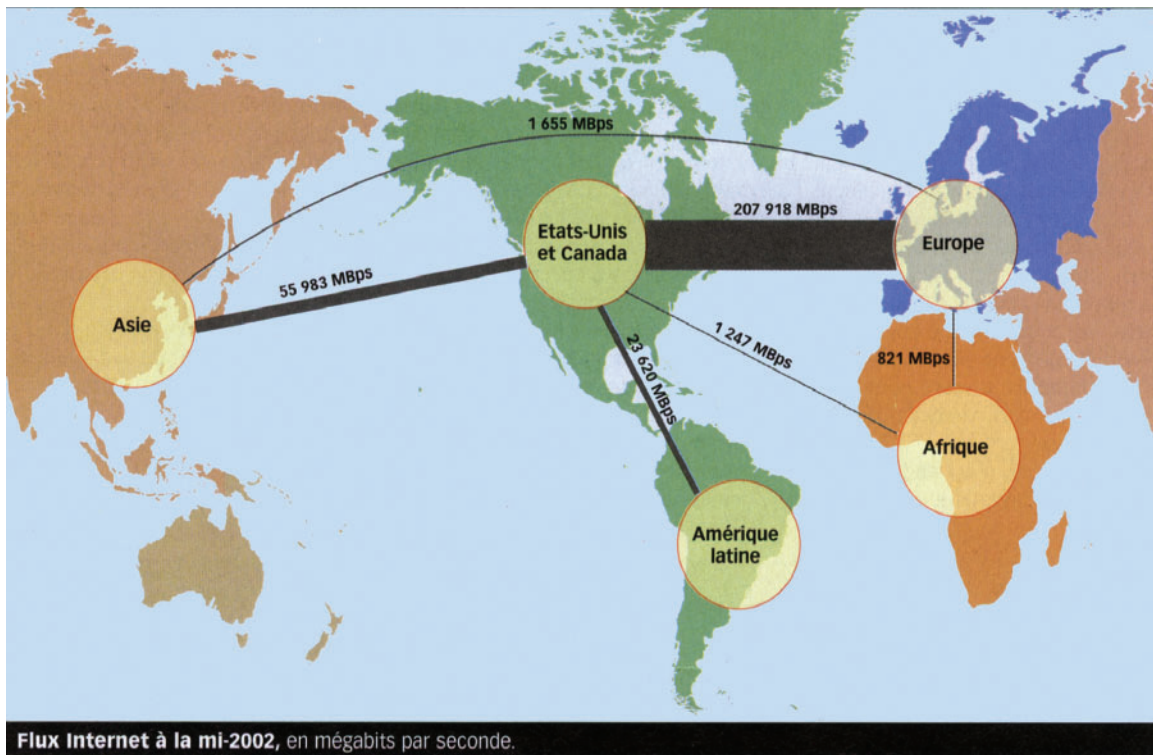 1 655 MBps
207 918 MBps
Etats-Unis
et Canada
Europe
55 983 MBps
Asie
1 247 MBps
821 MBps
23 620 MBps
Afrique
Amérique
latine
Flux Internet à la mi-2002, en mégabits par seconde.